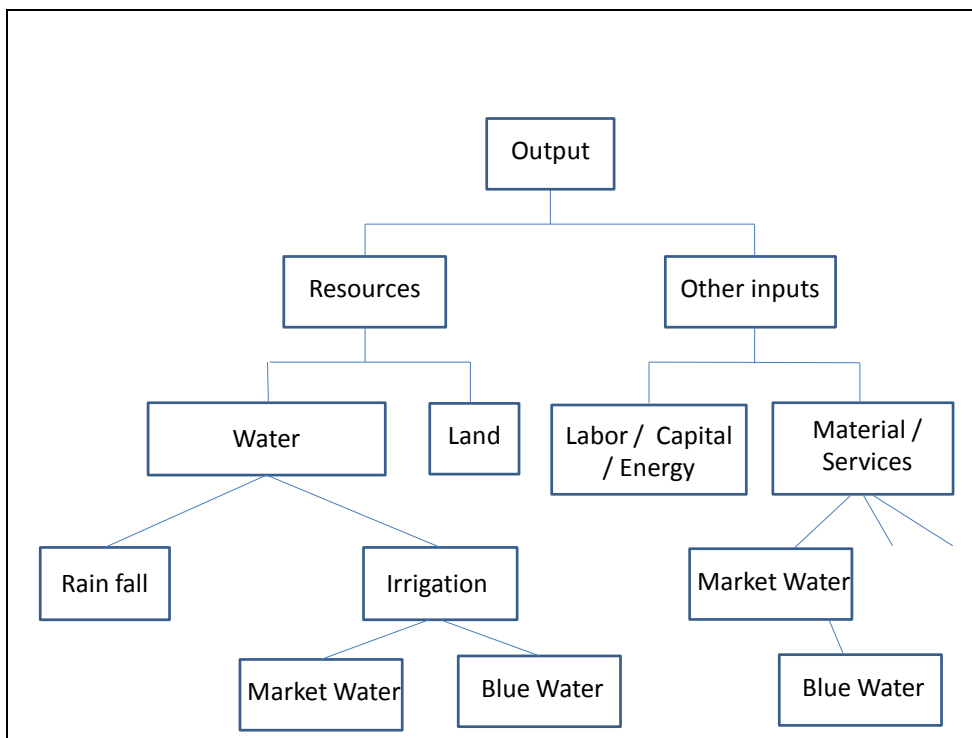 Output
Resources
Other inputs
Water
Land
Labor / Capital
/ Energy
Material /
Services
Rain fall
Irrigation
Market Water
Market Water
Blue Water
Blue Water